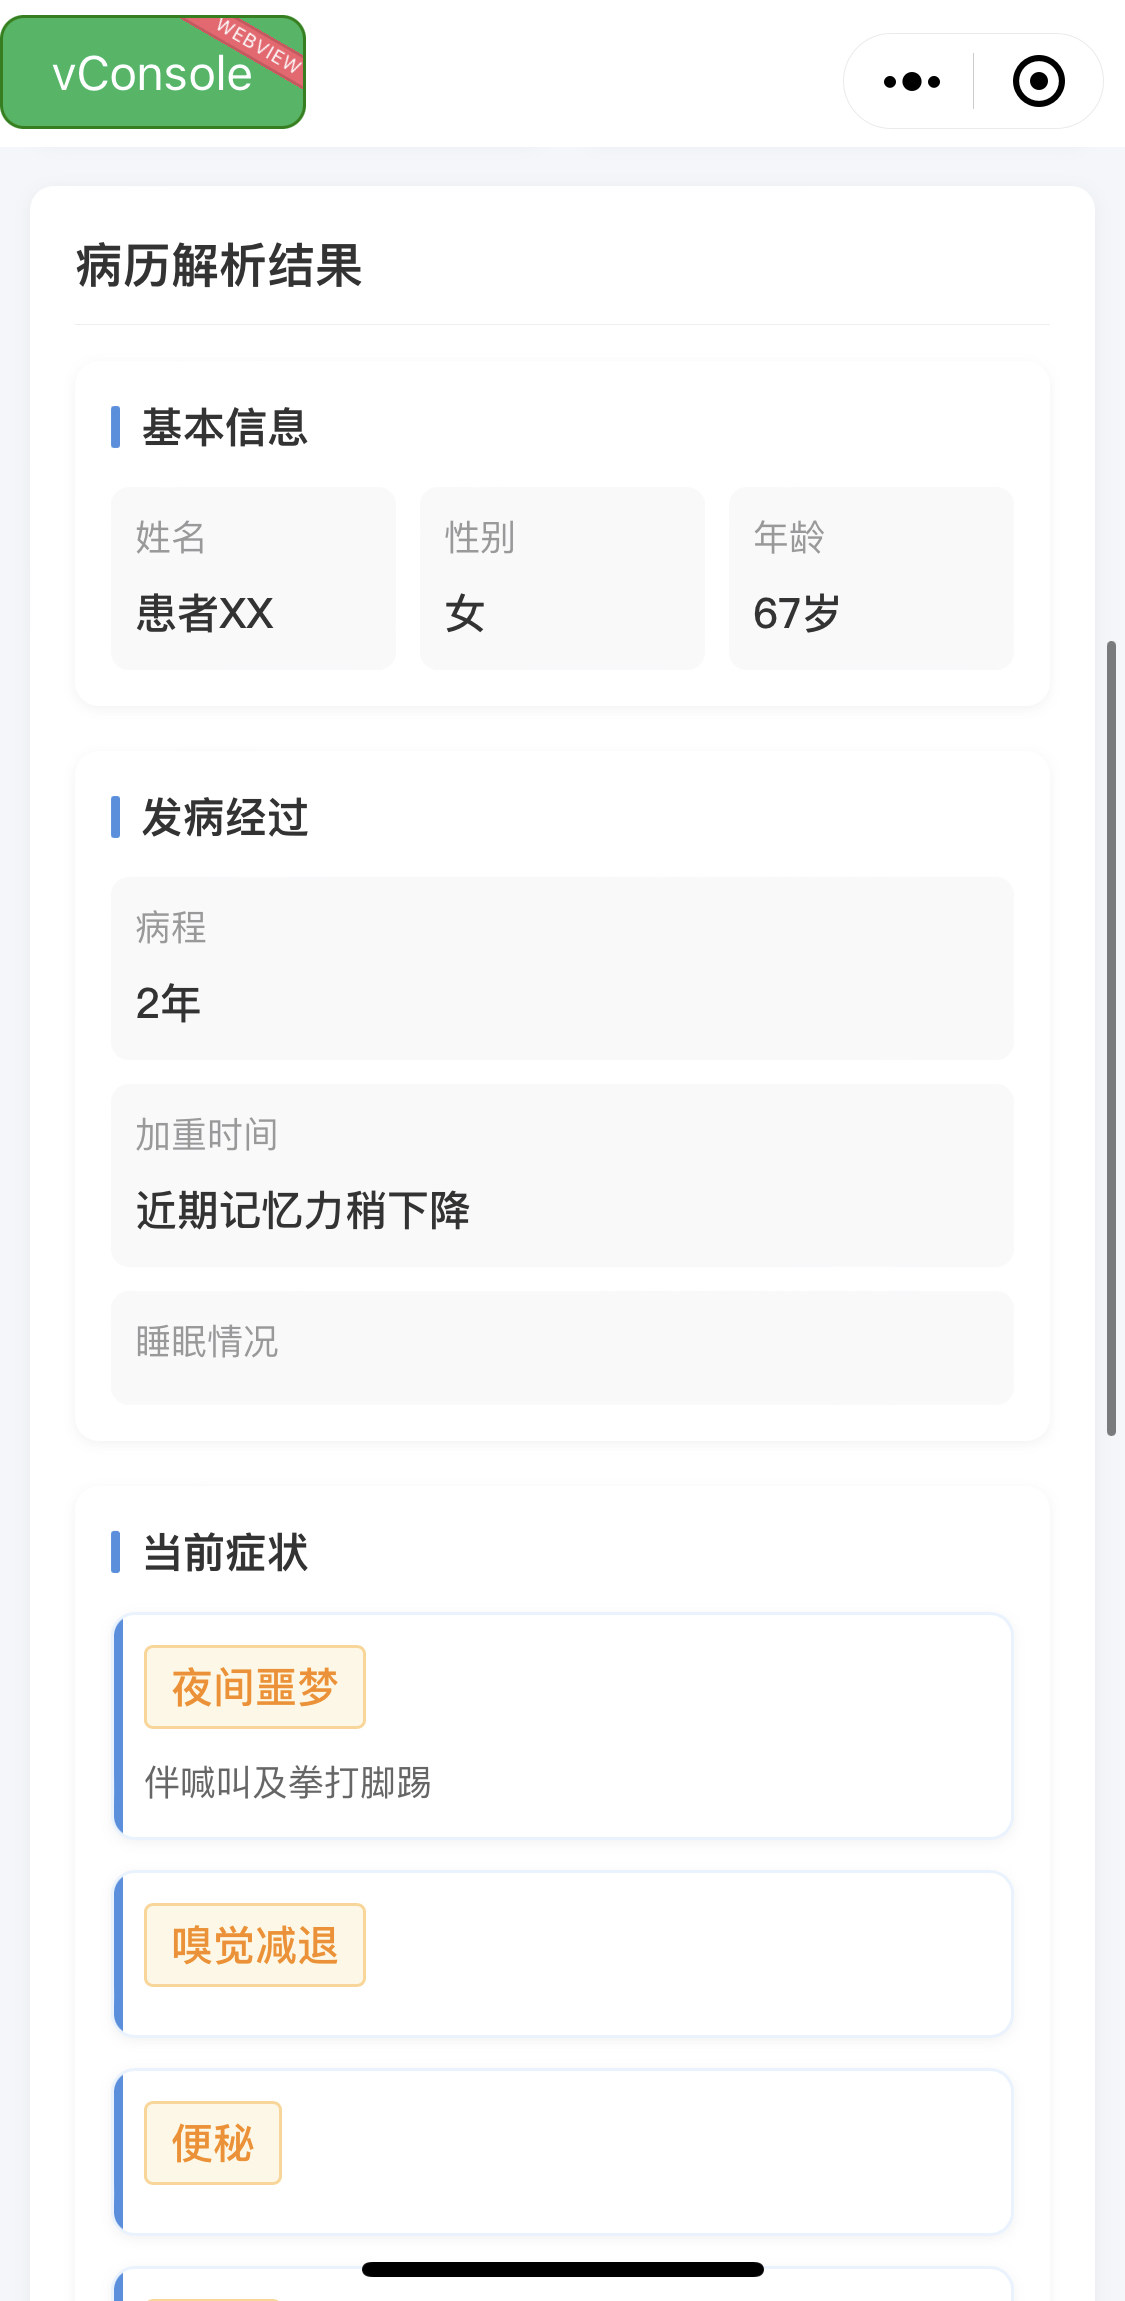 vConsole
WEBVIEW
病历解析结果
基本信息
姓名
患者XX
性别
女
年龄
67岁
发病经过
病程
2年
加重时间
近期记忆力稍下降
睡眠情况
当前症状
夜间噩梦
伴喊叫及拳打脚踢
嗅觉减退
便秘